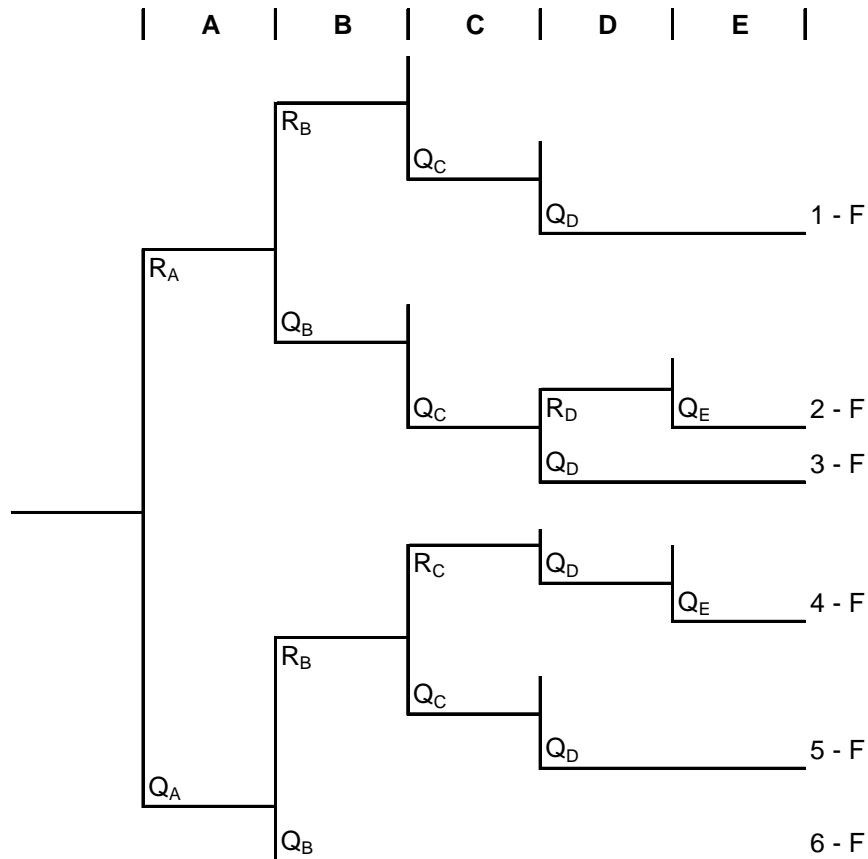 A B C D E
R_B
Q_C
Q_D 1 - F
R_A
Q_B
Q_C R_D Q_E 2 - F
Q_D 3 - F
R_C Q_D
Q_E 4 - F
R_B
Q_C
Q_D 5 - F
Q_A
Q_B 6 - F